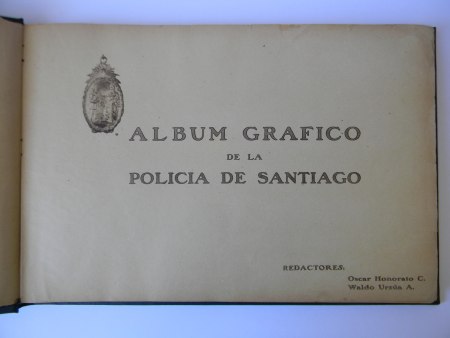 ALBUM GRAFICO
DE LA
POLICIA DE SANTIAGO
REDACTORES:
Oscar Honorato C.
Waldo Urzúa A.